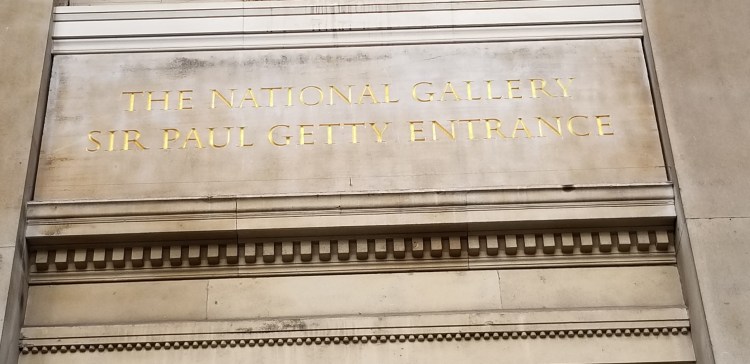 THE NATIONAL GALLERY
SIR PAUL GETTY ENTRANCE